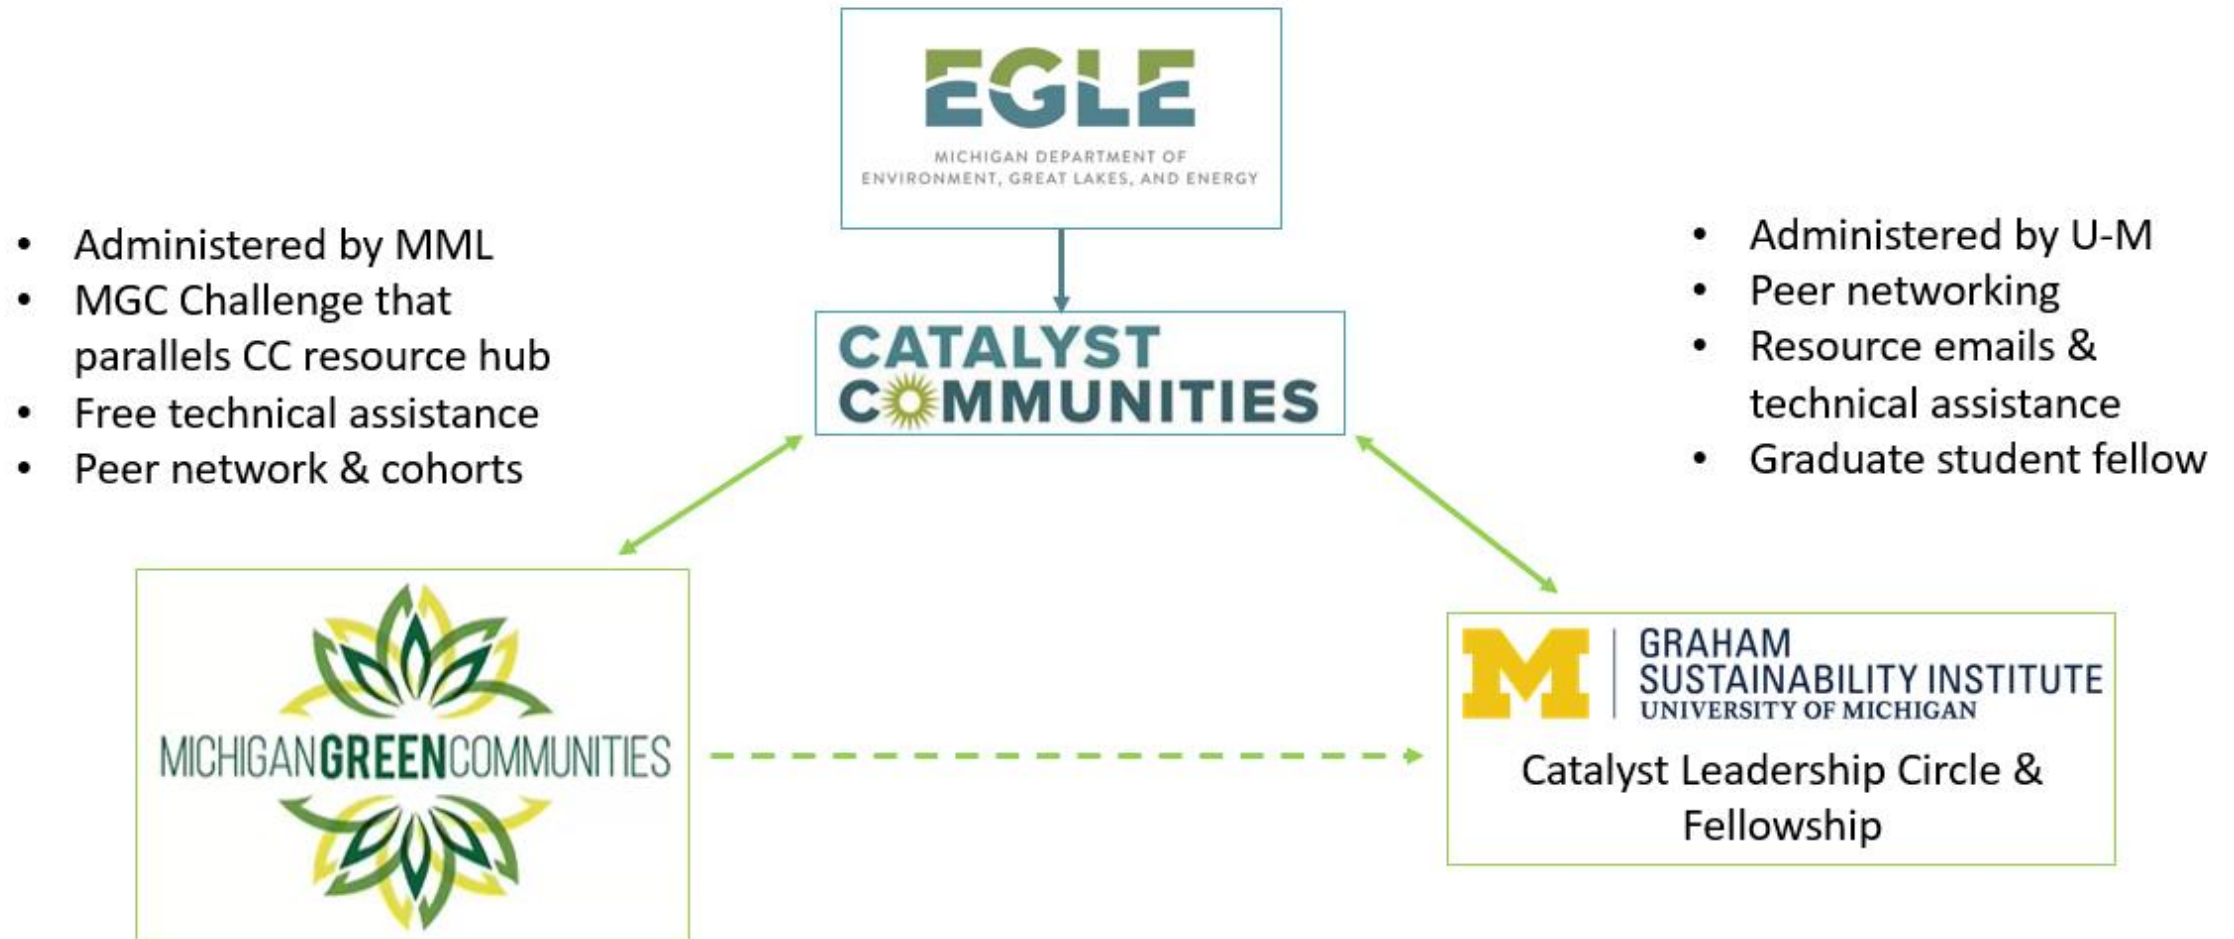 EGLE
MICHIGAN DEPARTMENT OF
ENVIRONMENT, GREAT LAKES, AND ENERGY
• Administered by MML
• MGC Challenge that
parallels CC resource hub
• Free technical assistance
• Peer network & cohorts
CATALYST
COMMUNITIES
• Administered by U-M
• Peer networking
• Resource emails &
technical assistance
• Graduate student fellow
MICHIGANGREENCOMMUNITIES
M
GRAHAM
SUSTAINABILITY INSTITUTE
UNIVERSITY OF MICHIGAN
Catalyst Leadership Circle &
Fellowship